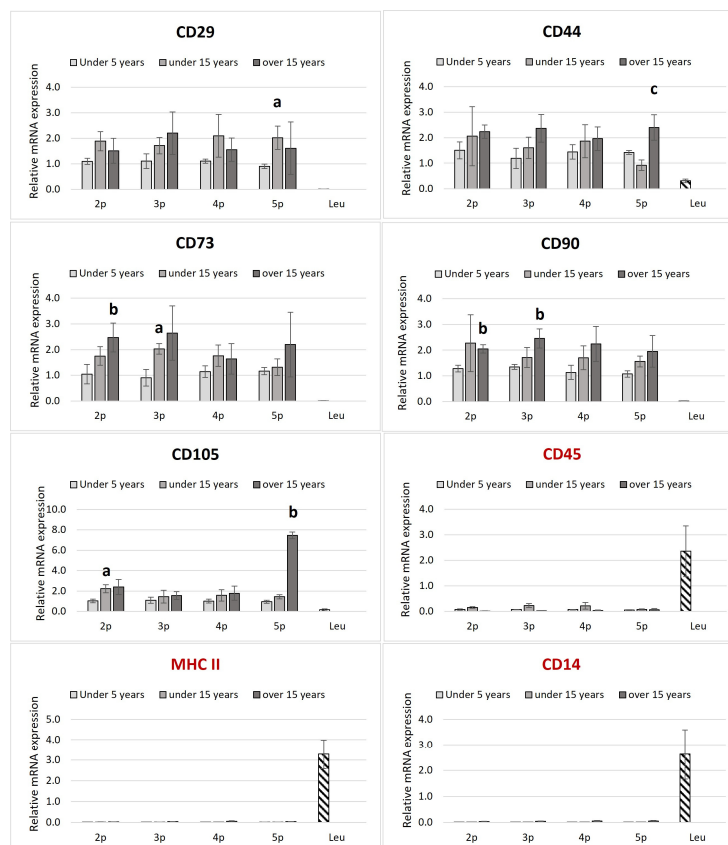 CD29
Under 5 years under 15 years over 15 years
Relative mRNA expression
4.0
3.0
a
2.0
1.0
0.0
2p 3p 4p 5p Leu
CD44
Under 5 years under 15 years over 15 years
Relative mRNA expression
4.0
c
3.0
2.0
1.0
0.0
2p 3p 4p 5p Leu
CD73
Under 5 years under 15 years over 15 years
Relative mRNA expression
4.0
b
3.0
a
2.0
1.0
0.0
2p 3p 4p 5p Leu
CD90
Under 5 years under 15 years over 15 years
Relative mRNA expression
4.0
b
3.0
b
2.0
1.0
0.0
2p 3p 4p 5p Leu
CD105
Under 5 years under 15 years over 15 years
Relative mRNA expression
10.0
b
8.0
6.0
4.0
a
2.0
0.0
2p 3p 4p 5p Leu
CD45
Under 5 years under 15 years over 15 years
Relative mRNA expression
4.0
3.0
2.0
1.0
0.0
2p 3p 4p 5p Leu
MHC II
Under 5 years under 15 years over 15 years
Relative mRNA expression
5.0
4.0
3.0
2.0
1.0
0.0
2p 3p 4p 5p Leu
CD14
Under 5 years under 15 years over 15 years
Relative mRNA expression
4.0
3.0
2.0
1.0
0.0
2p 3p 4p 5p Leu